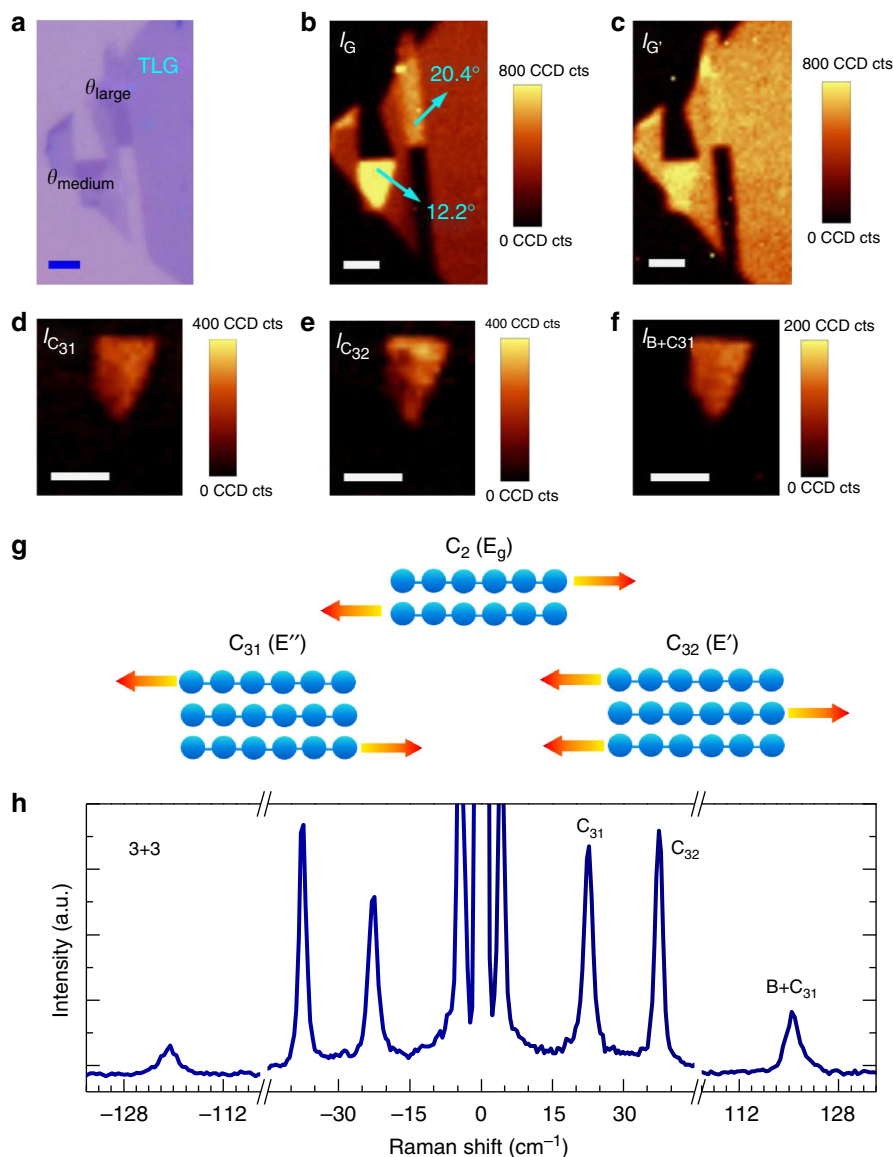 a
TLG
θlarge
θmedium
b
IG
20.4°
12.2°
800 CCD cts
0 CCD cts
c
IG'
800 CCD cts
0 CCD cts
d
IC31
400 CCD cts
0 CCD cts
e
IC32
400 CCD cts
0 CCD cts
f
IB+C31
200 CCD cts
0 CCD cts
g
C2 (Eg)
C31 (E″)
C32 (E′)
h
3+3
C31
C32
B+C31
Intensity (a.u.)
−128 −112 −30 −15 0 15 30 112 128
Raman shift (cm−1)